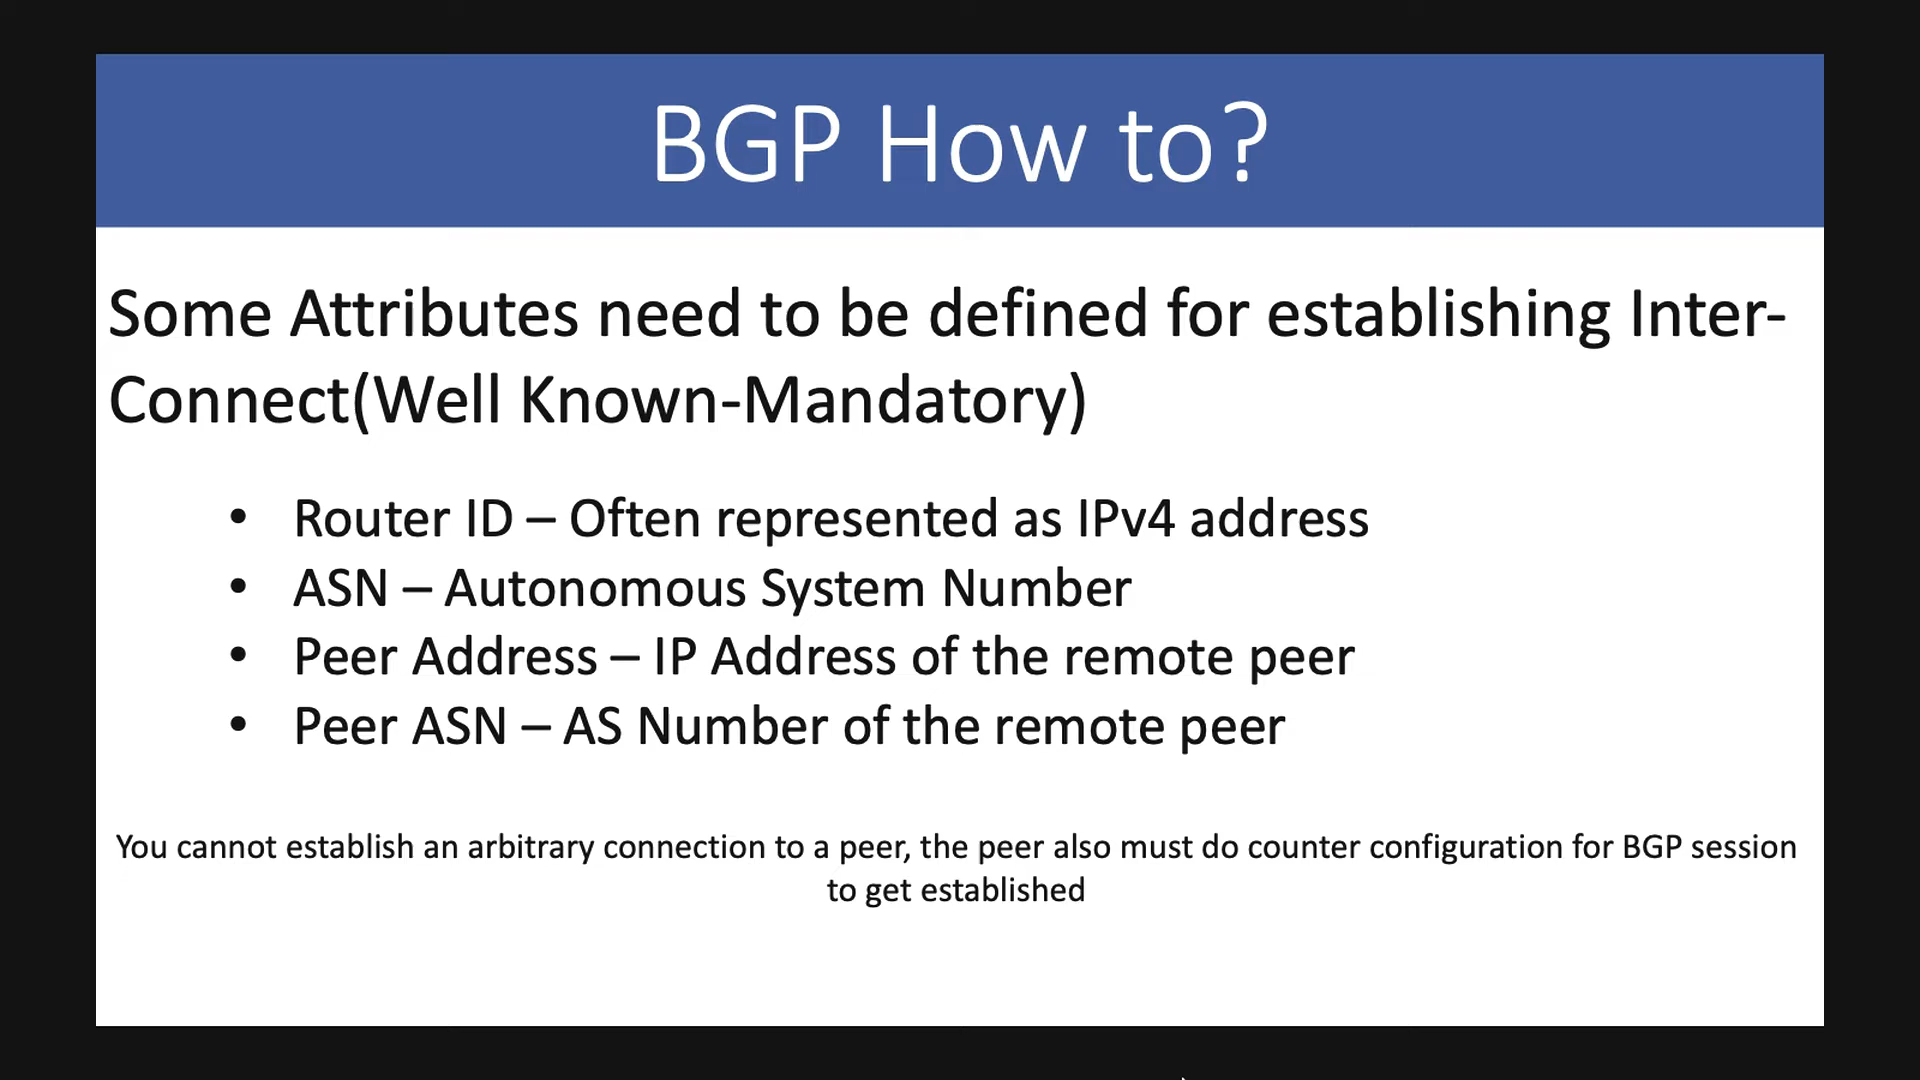 BGP How to?
Some Attributes need to be defined for establishing Inter-
Connect(Well Known-Mandatory)
• Router ID – Often represented as IPv4 address
• ASN – Autonomous System Number
• Peer Address – IP Address of the remote peer
• Peer ASN – AS Number of the remote peer
You cannot establish an arbitrary connection to a peer, the peer also must do counter configuration for BGP session
to get established